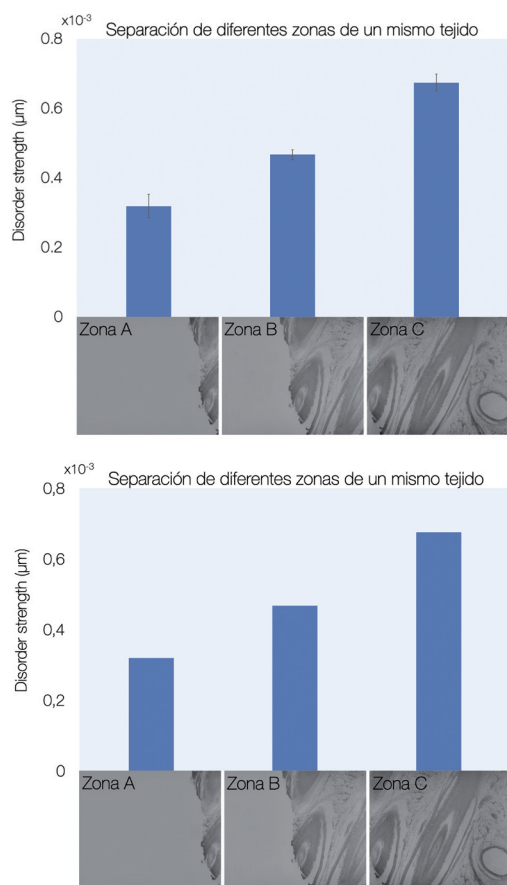 x10-3
Separación de diferentes zonas de un mismo tejido
0.8
0.6
0.4
0.2
0
Disorder strength (µm)
Zona A
Zona B
Zona C
x10-3
Separación de diferentes zonas de un mismo tejido
0,8
0,6
0,4
0,2
0
Disorder strength (µm)
Zona A
Zona B
Zona C